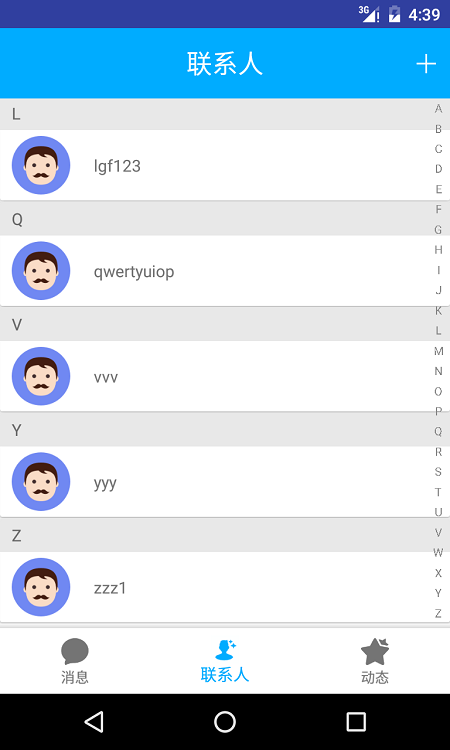 3G 4:39
联系人
L
lgf123
Q
qwertyuiop
V
vvv
Y
yyy
Z
zzz1
A
B
C
D
E
F
G
H
I
J
K
L
M
N
O
P
Q
R
S
T
U
V
W
X
Y
Z
消息
联系人
动态